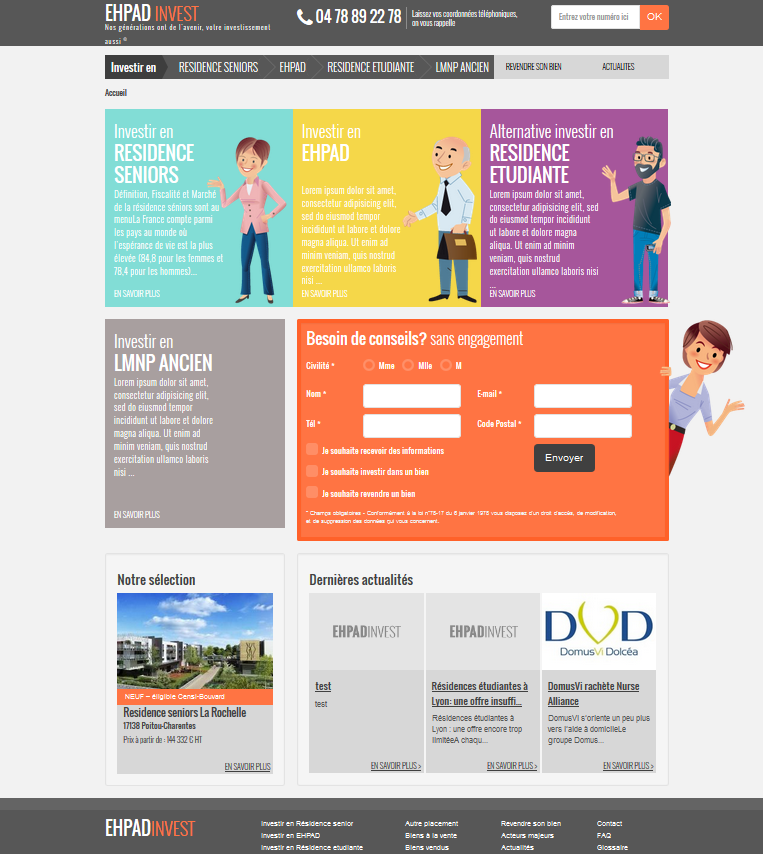 EHPAD INVEST
Nos générations ont de l'avenir, votre investissement
aussi ®
04 78 89 22 78
Laissez vos coordonnées téléphoniques,
on vous rappelle
Entrez votre numéro ici
OK
Investir en
RESIDENCE SENIORS
EHPAD
RESIDENCE ETUDIANTE
LMNP ANCIEN
REVENDRE SON BIEN
ACTUALITES
Accueil
Investir en
RESIDENCE
SENIORS
Définition, Fiscalité et Marché
de la résidence séniors sont au
menuLa France compte parmi
les pays au monde où
l'espérance de vie est la plus
élevée (84,8 pour les femmes et
78,4 pour les hommes)...
EN SAVOIR PLUS
Investir en
EHPAD
Lorem ipsum dolor sit amet,
consectetur adipisicing elit,
sed do eiusmod tempor
incididunt ut labore et dolore
magna aliqua. Ut enim ad
minim veniam, quis nostrud
exercitation ullamco laboris
nisi ...
EN SAVOIR PLUS
Alternative investir en
RESIDENCE
ETUDIANTE
Lorem ipsum dolor sit amet,
consectetur adipisicing elit, sed
do eiusmod tempor incididunt
ut labore et dolore magna
aliqua. Ut enim ad minim
veniam, quis nostrud
exercitation ullamco laboris nisi
...
EN SAVOIR PLUS
Investir en
LMNP ANCIEN
Lorem ipsum dolor sit amet,
consectetur adipisicing elit,
sed do eiusmod tempor
incididunt ut labore et dolore
magna aliqua. Ut enim ad
minim veniam, quis nostrud
exercitation ullamco laboris
nisi ...
EN SAVOIR PLUS
Besoin de conseils? sans engagement
Civilité * Mme Mlle M
Nom * E-mail *
Tél * Code Postal *
Je souhaite recevoir des informations
Je souhaite investir dans un bien
Je souhaite revendre un bien
Envoyer
* Champs obligatoires - Conformément à la loi n°78-17 du 6 janvier 1978 vous disposez d'un droit d'accès, de modification,
et de suppression des données qui vous concernent.
Notre sélection
NEUF – éligible Censi-Bouvard
Residence seniors La Rochelle
17138 Poitou-Charentes
Prix à partir de : 144 332 € HT
EN SAVOIR PLUS
Dernières actualités
EHPADINVEST
test
test
EN SAVOIR PLUS >
EHPADINVEST
Résidences étudiantes à
Lyon: une offre insuffi...
Résidences étudiantes à
Lyon : une offre encore trop
limitéeA chaqu...
EN SAVOIR PLUS >
DVD
DomusVi Dolcéa
DomusVi rachète Nurse
Alliance
DomusVi s'oriente un peu plus
vers l'aide à domicileLe
groupe Domus...
EN SAVOIR PLUS >
EHPADINVEST
Investir en Résidence senior
Investir en EHPAD
Investir en Résidence etudiante
Autre placement
Biens à la vente
Biens vendus
Revendre son bien
Acteurs majeurs
Actualités
Contact
FAQ
Glossaire